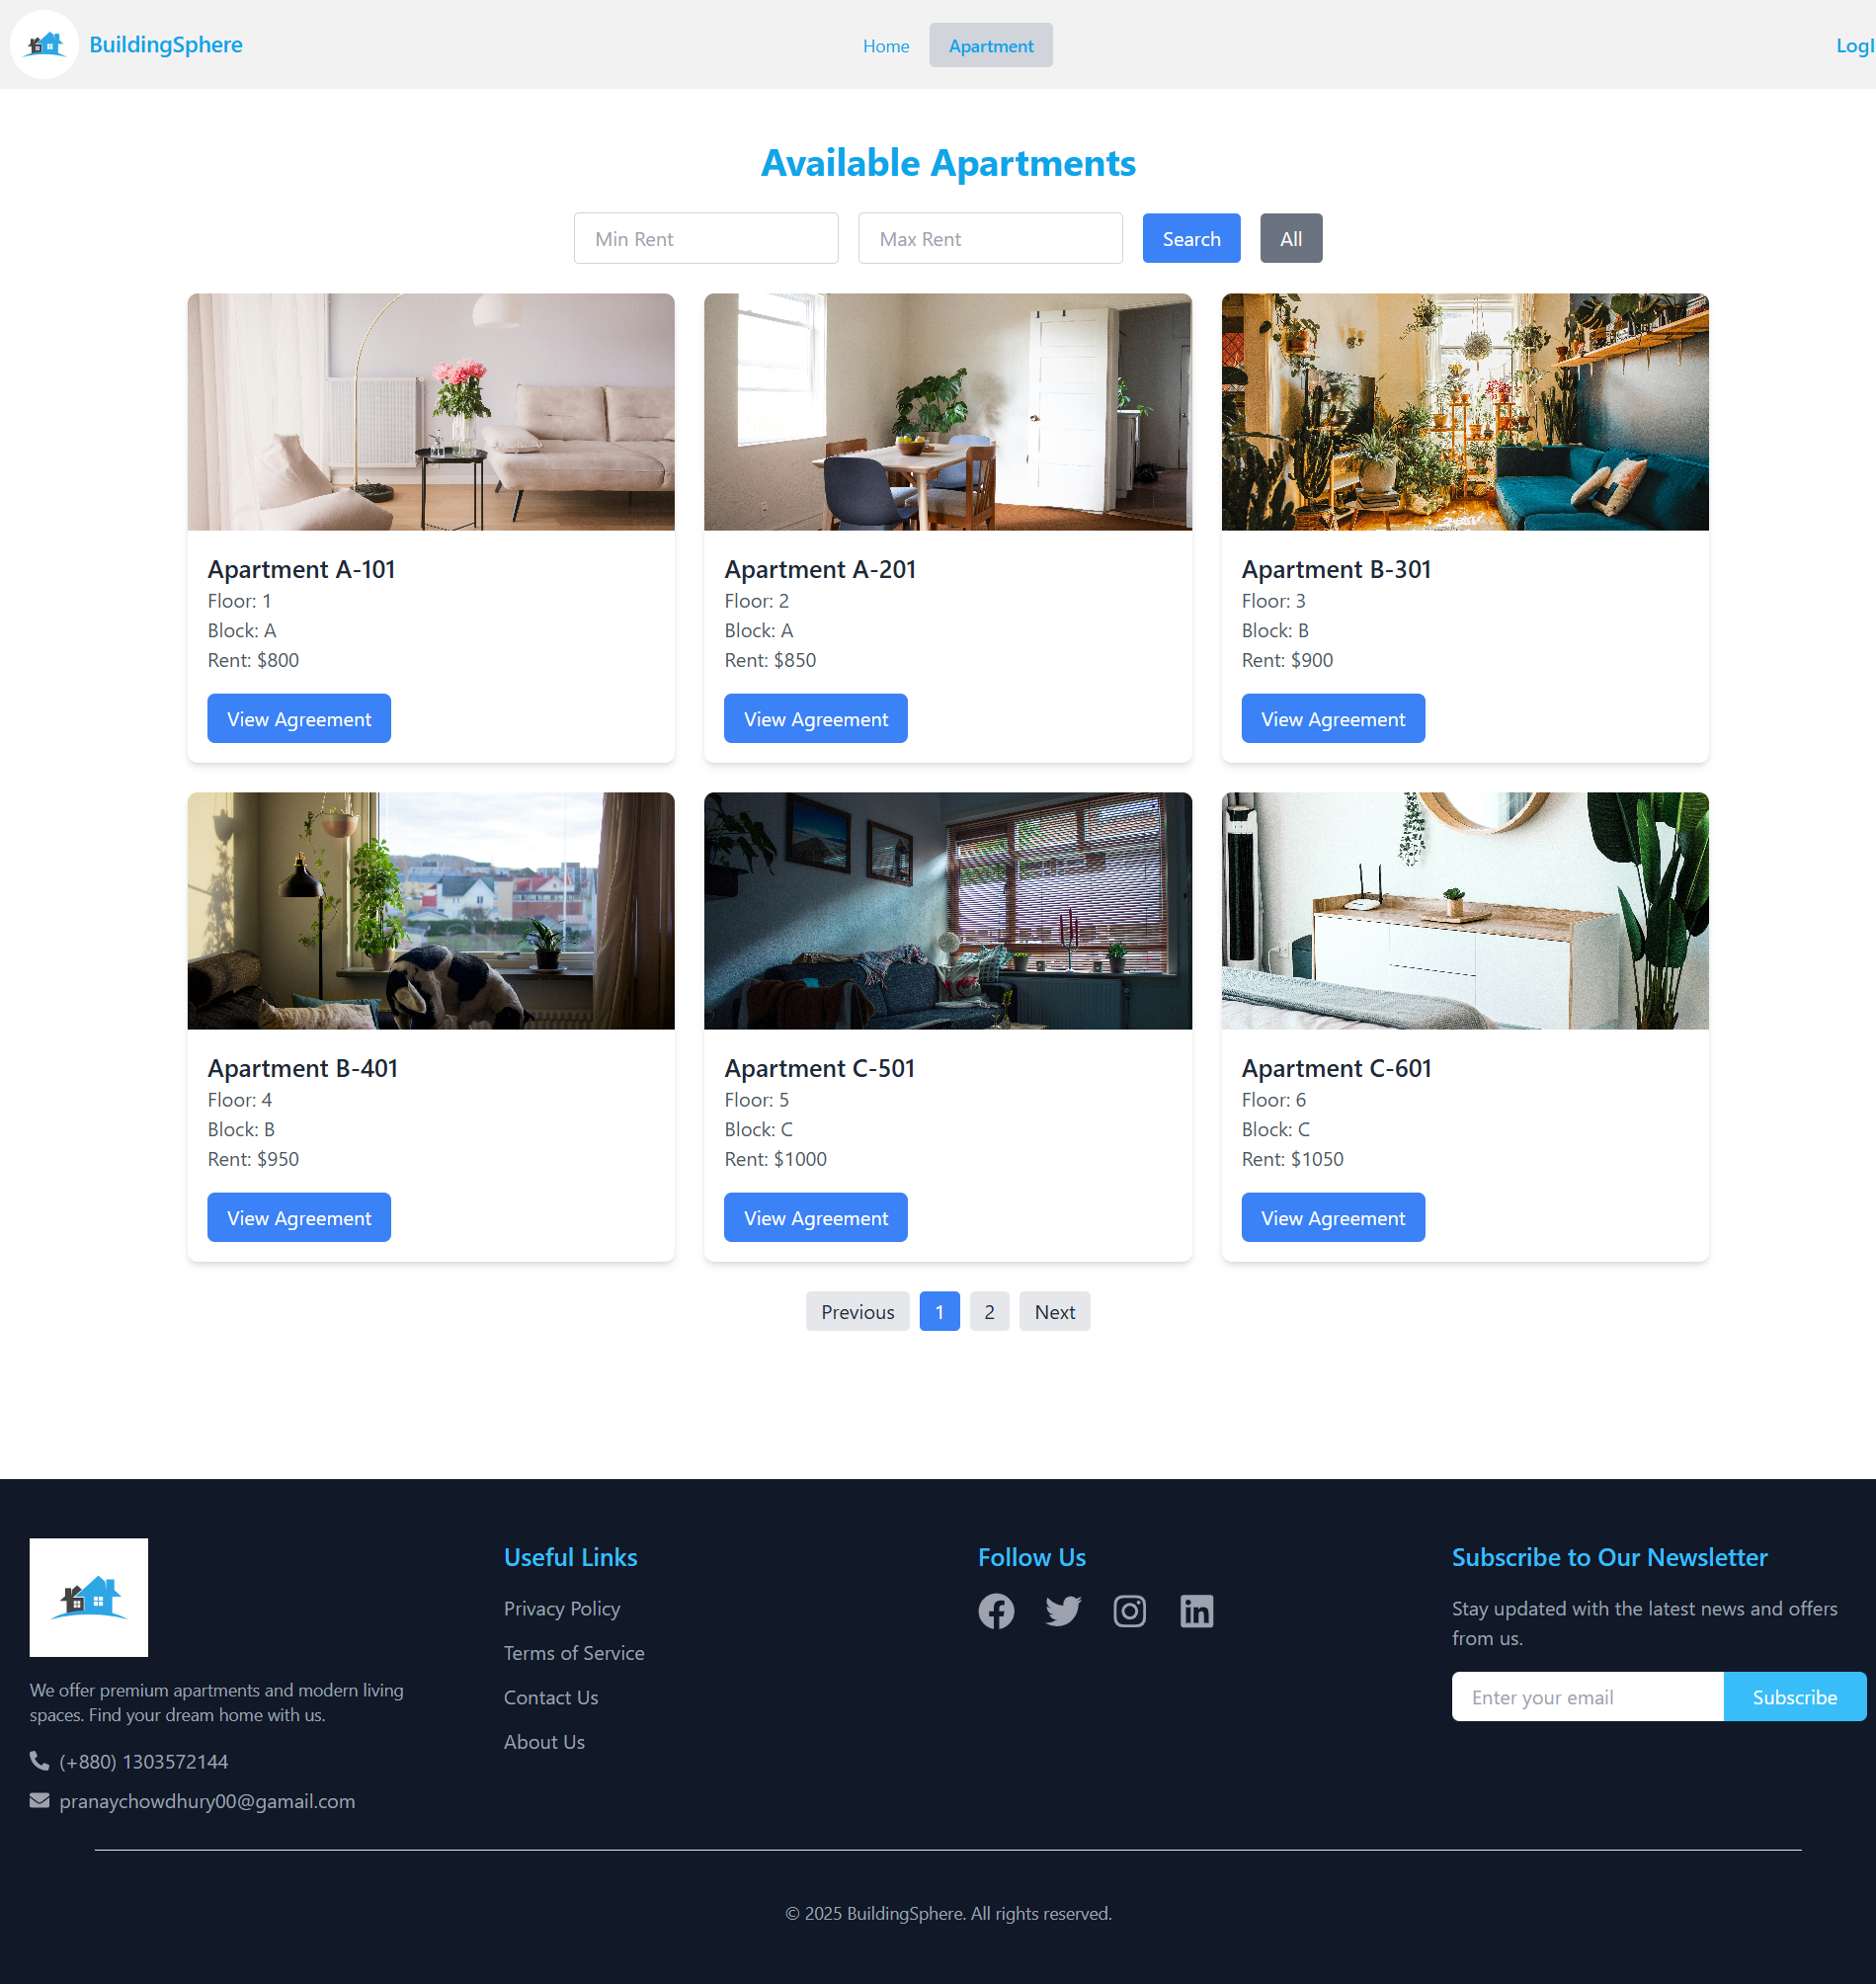 BuildingSphere
Home
Apartment
LogI
Available Apartments
Min Rent
Max Rent
Search
All
Apartment A-101
Floor: 1
Block: A
Rent: $800
View Agreement
Apartment A-201
Floor: 2
Block: A
Rent: $850
View Agreement
Apartment B-301
Floor: 3
Block: B
Rent: $900
View Agreement
Apartment B-401
Floor: 4
Block: B
Rent: $950
View Agreement
Apartment C-501
Floor: 5
Block: C
Rent: $1000
View Agreement
Apartment C-601
Floor: 6
Block: C
Rent: $1050
View Agreement
Previous
1
2
Next
We offer premium apartments and modern living
spaces. Find your dream home with us.
(+880) 1303572144
pranaychowdhury00@gamail.com
Useful Links
Privacy Policy
Terms of Service
Contact Us
About Us
Follow Us
Subscribe to Our Newsletter
Stay updated with the latest news and offers
from us.
Enter your email
Subscribe
© 2025 BuildingSphere. All rights reserved.